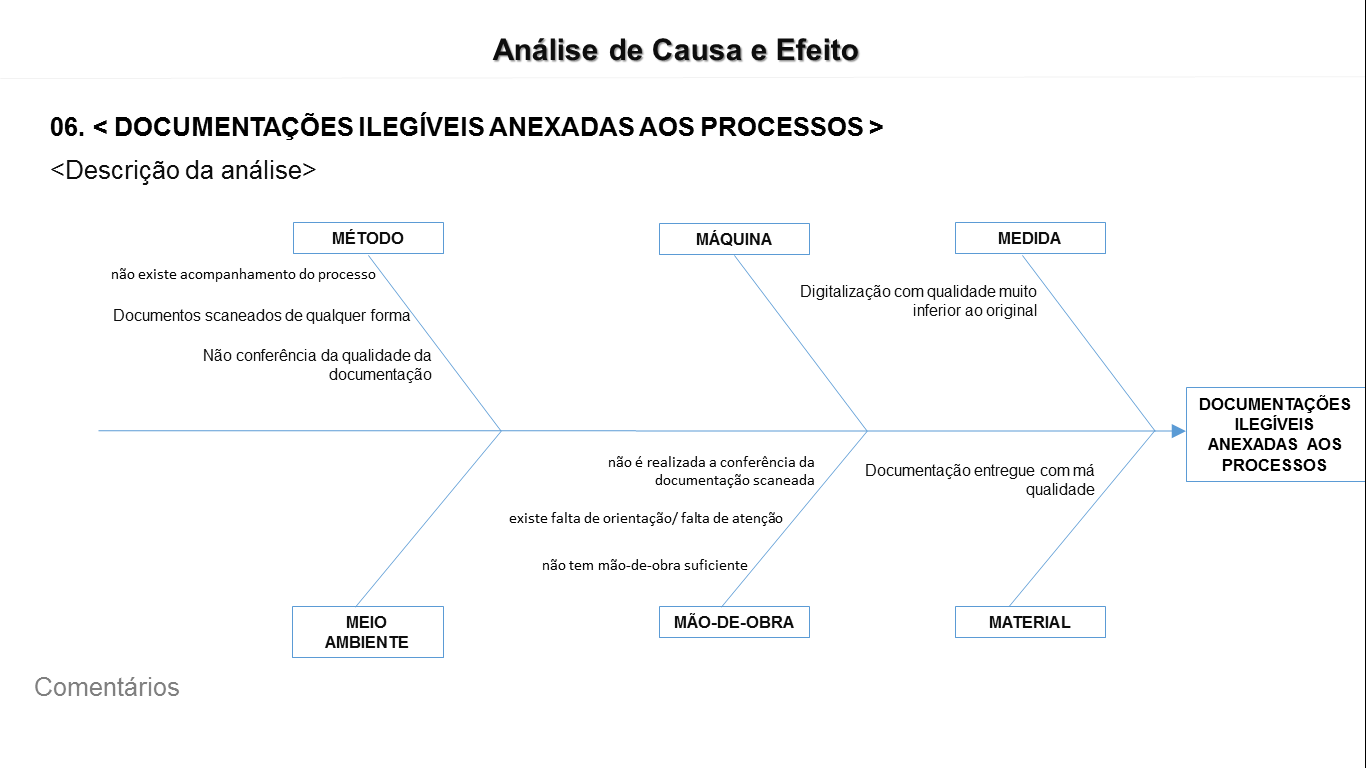 Análise de Causa e Efeito
06. < DOCUMENTAÇÕES ILEGÍVEIS ANEXADAS AOS PROCESSOS >
<Descrição da análise>
MÉTODO
MÁQUINA
MEDIDA
não existe acompanhamento do processo
Documentos scaneados de qualquer forma
Não conferência da qualidade da
documentação
Digitalização com qualidade muito
inferior ao original
DOCUMENTAÇÕES
ILEGÍVEIS
ANEXADAS AOS
PROCESSOS
não é realizada a conferência da
documentação scaneada
existe falta de orientação/ falta de atenção
não tem mão-de-obra suficiente
Documentação entregue com má
qualidade
MEIO
AMBIENTE
MÃO-DE-OBRA
MATERIAL
Comentários